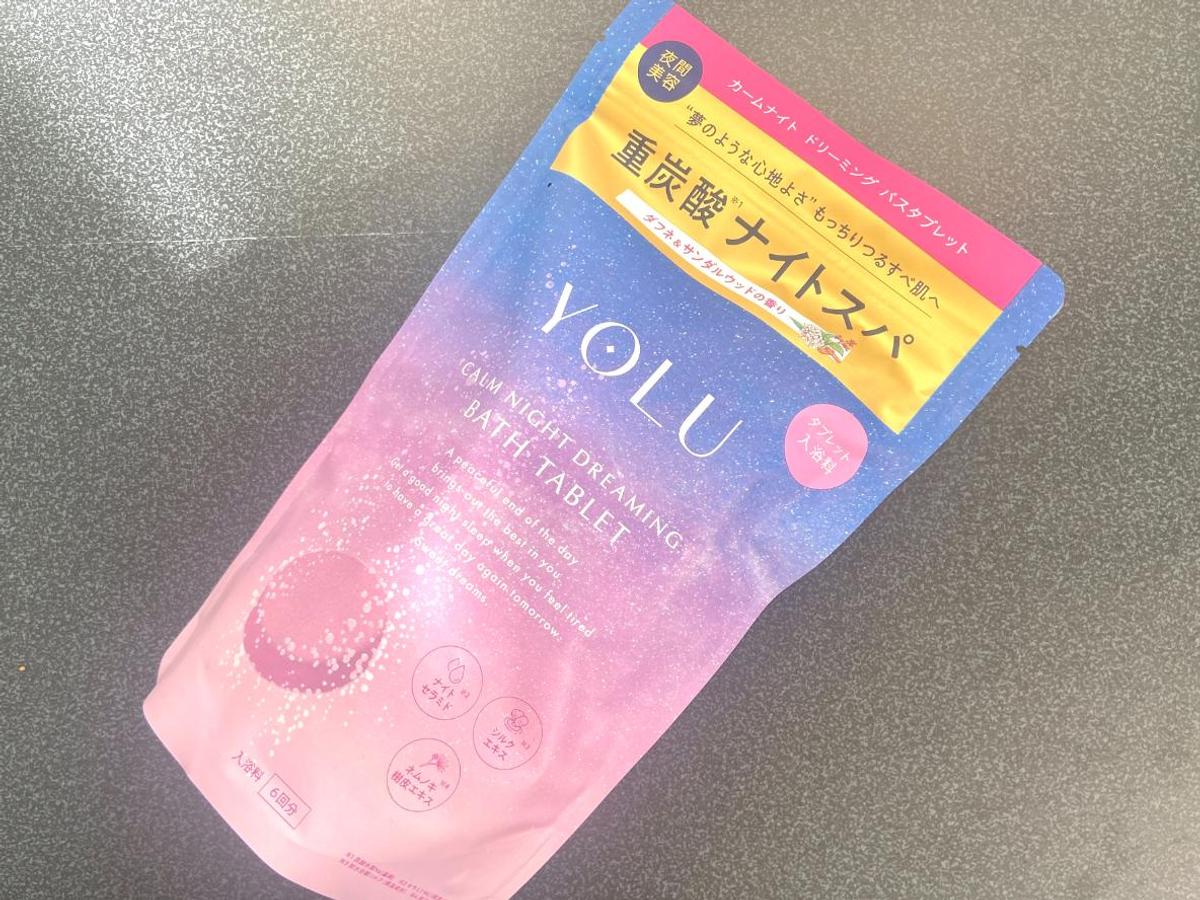 夜間
美容
カームナイト ドリーミング バスタブレット
“夢のような心地よさ”もっちりつるすべ肌へ
重炭酸※1ナイトスパ
ダフネ&サンダルウッドの香り
YOLU
CALM NIGHT DREAMING
BATH TABLET
タブレット
入浴料
A peaceful end of the day
brings out the best in you.
Get a good night sleep when you feel tired
to have a great day again tomorrow.
Sweet dreams.
ナイト
セラミド※2
シルク
エキス※3
ネムノキ
樹皮エキス※4
入浴料 6回分